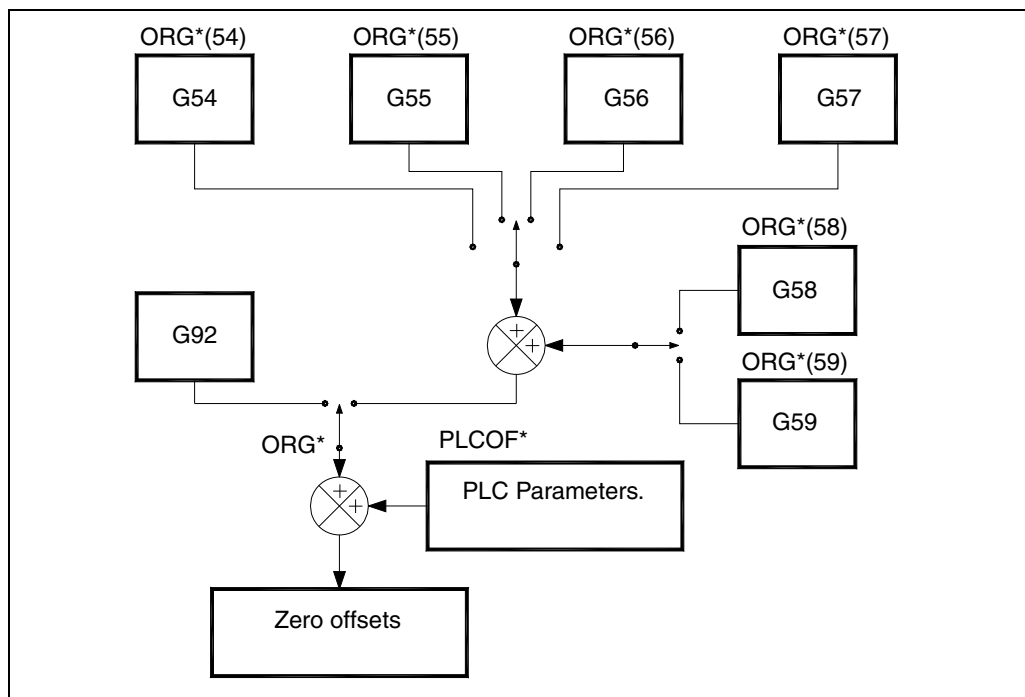 ORG*(54) ORG*(55) ORG*(56) ORG*(57)
G54 G55 G56 G57
ORG*(58)
G58
G92
+
+
ORG*(59)
G59
ORG*
PLCOF*
PLC Parameters.
+
+
Zero offsets